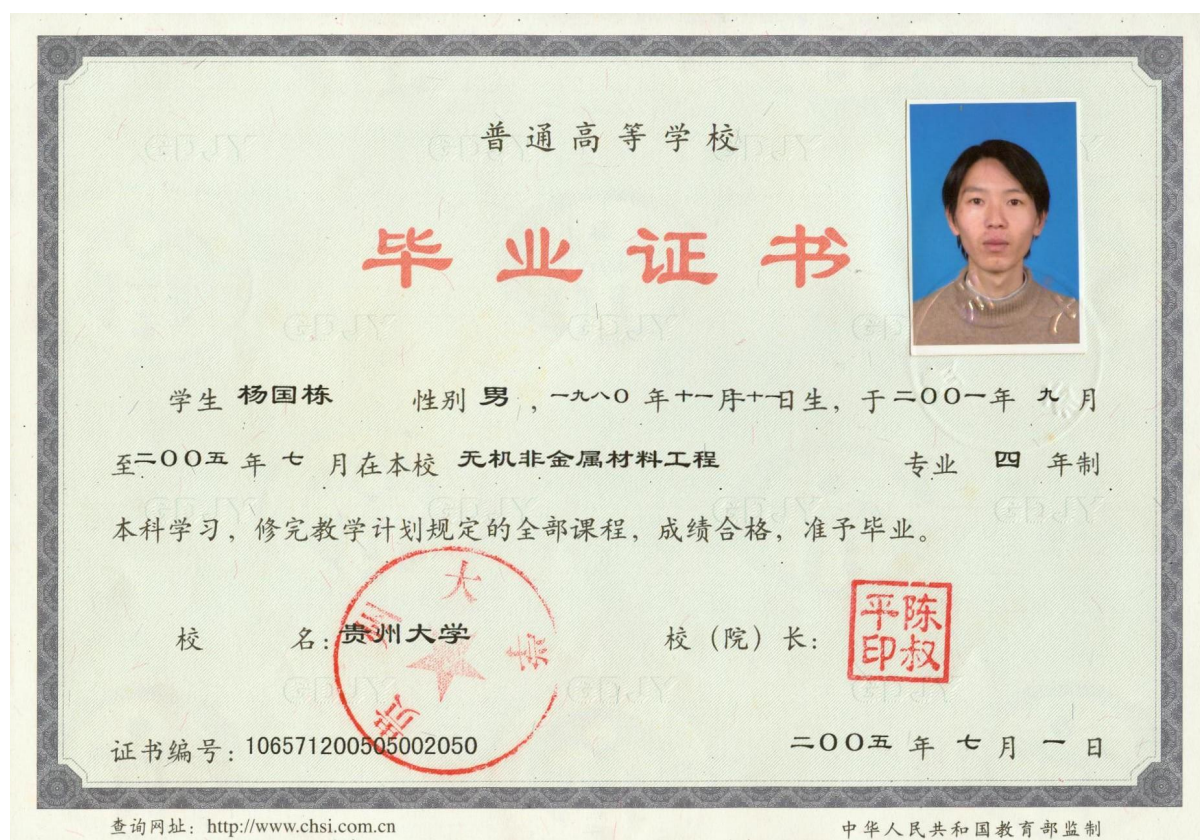 普通高等学校
毕业证书
学生 杨国栋 性别 男 ,一九八〇 年十一月十一日生, 于二〇〇一年 九 月
至二〇〇五 年 七 月在本校 无机非金属材料工程 专业 四 年制
本科学习, 修完教学计划规定的全部课程, 成绩合格, 准予毕业。
校 名: 贵州大学 校 (院) 长:
贵州大学
陈叔平印
证书编号: 106571200505002050 二〇〇五 年 七 月 一 日
查询网址: http://www.chsi.com.cn 中华人民共和国教育部监制